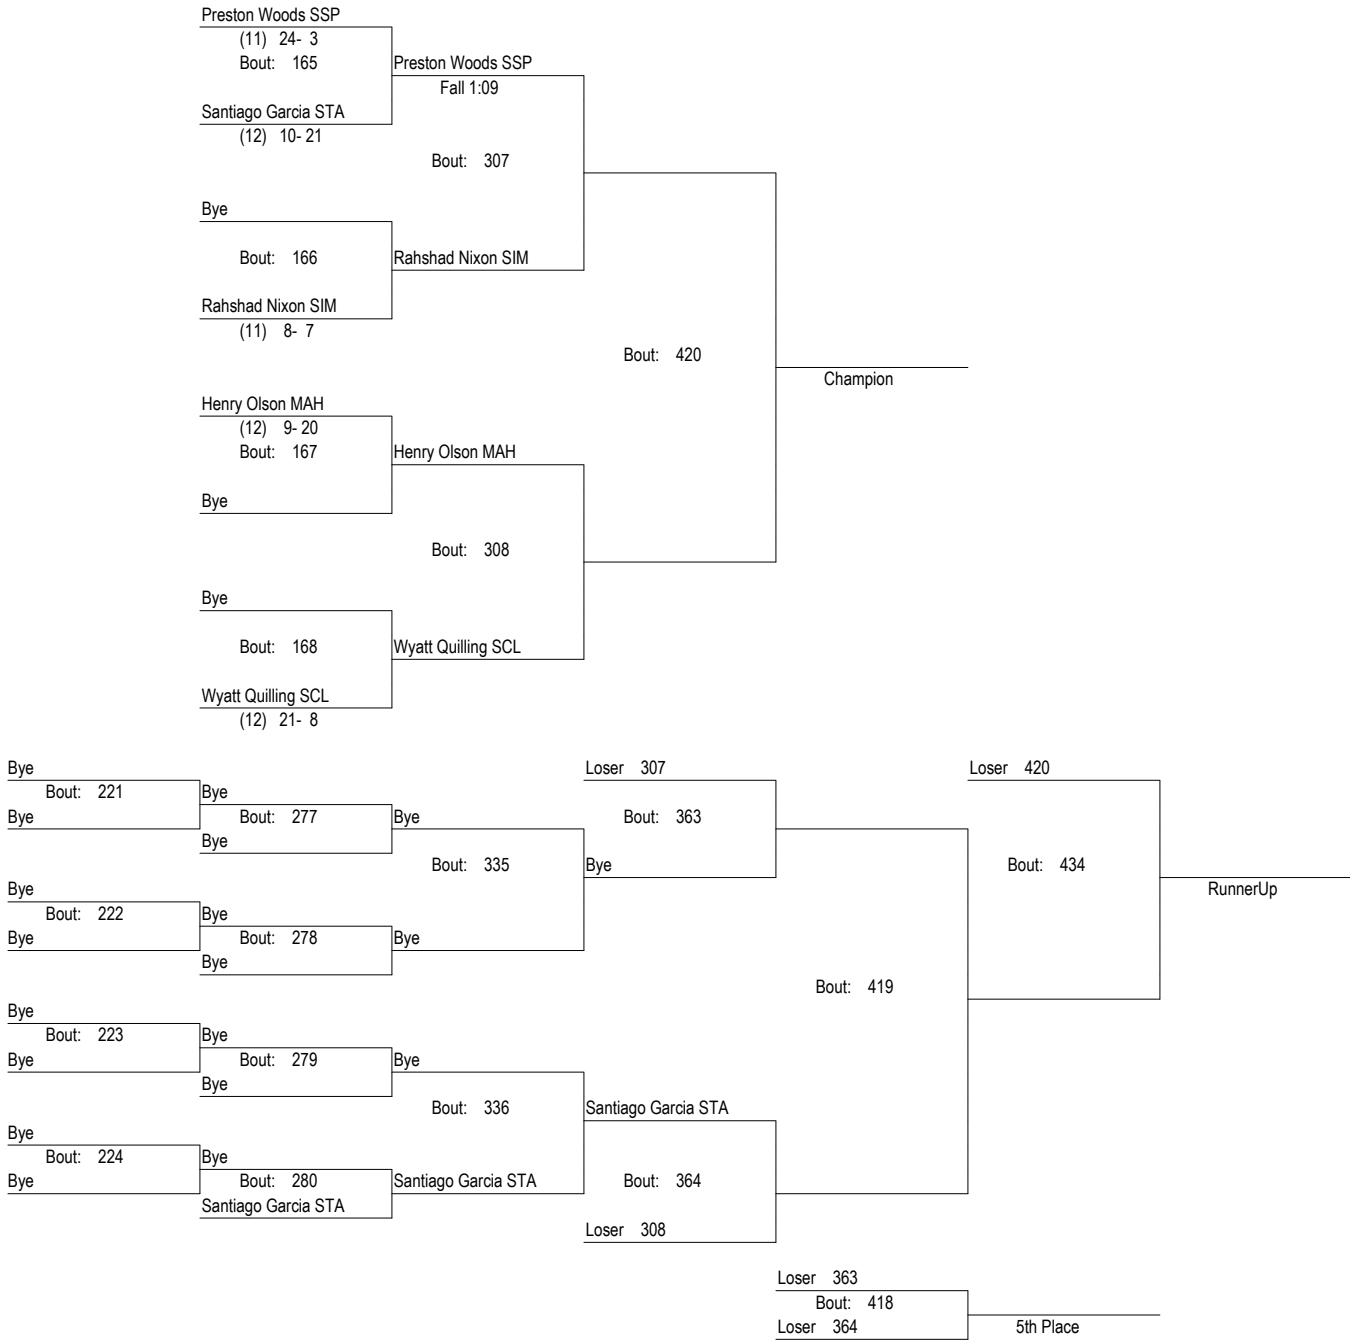 Preston Woods SSP
(11) 24- 3
Bout: 165
Preston Woods SSP
Fall 1:09
Santiago Garcia STA
(12) 10- 21
Bout: 307
Bye
Bout: 166
Rahshad Nixon SIM
Rahshad Nixon SIM
(11) 8- 7
Bout: 420
Champion
Henry Olson MAH
(12) 9- 20
Bout: 167
Henry Olson MAH
Bye
Bout: 308
Bye
Bout: 168
Wyatt Quilling SCL
Wyatt Quilling SCL
(12) 21- 8
Bye
Loser 307
Loser 420
Bout: 221
Bye
Bye
Bout: 277
Bye
Bout: 363
Bye
Bout: 335
Bye
Bout: 434
Bye
RunnerUp
Bout: 222
Bye
Bye
Bout: 278
Bye
Bye
Bout: 419
Bye
Bout: 223
Bye
Bye
Bout: 279
Bye
Bye
Bout: 336
Santiago Garcia STA
Bye
Bout: 224
Bye
Bye
Bout: 280
Santiago Garcia STA
Bout: 364
Santiago Garcia STA
Loser 308
Loser 363
Bout: 418
Loser 364
5th Place